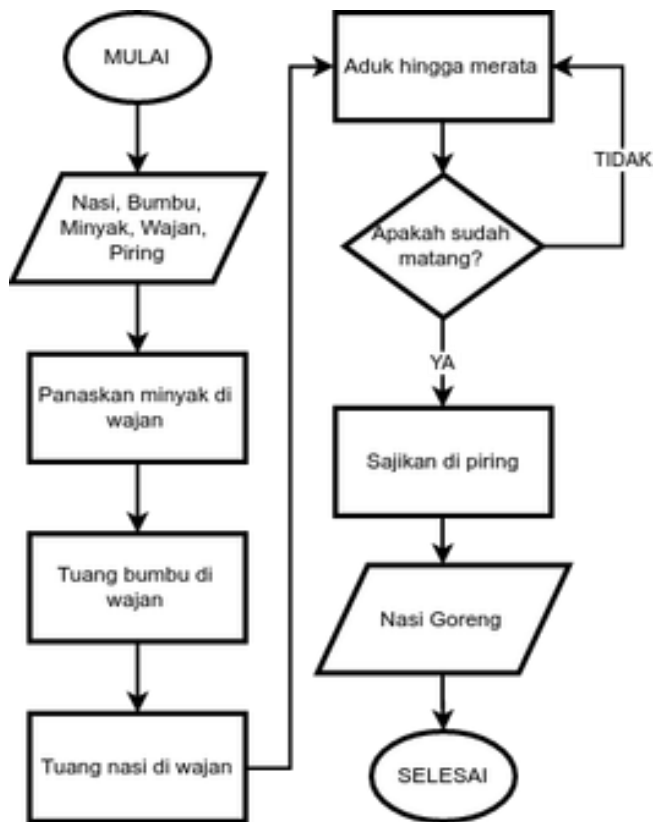 MULAI
Nasi, Bumbu,
Minyak, Wajan,
Piring
Panaskan minyak di
wajan
Tuang bumbu di
wajan
Tuang nasi di wajan
Aduk hingga merata
TIDAK
Apakah sudah
matang?
YA
Sajikan di piring
Nasi Goreng
SELESAI